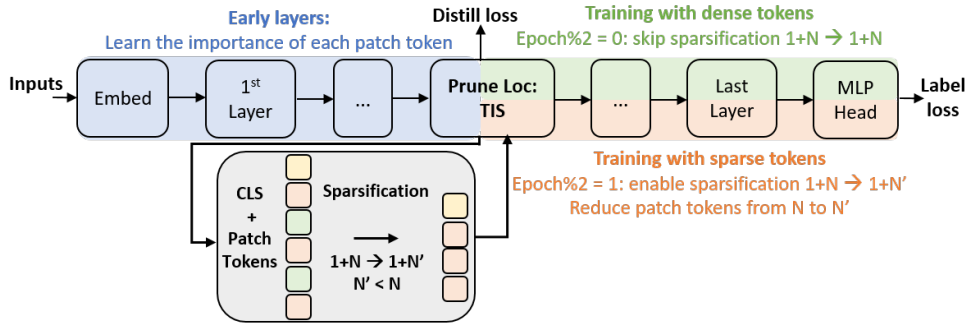 Early layers:
Learn the importance of each patch token
Distill loss
Training with dense tokens
Epoch%2 = 0: skip sparsification 1+N → 1+N
Inputs
Embed
1st
Layer
...
Prune Loc:
TIS
...
Last
Layer
MLP
Head
Label
loss
Training with sparse tokens
Epoch%2 = 1: enable sparsification 1+N → 1+N’
Reduce patch tokens from N to N’
CLS
+
Patch
Tokens
Sparsification
1+N → 1+N’
N’ < N